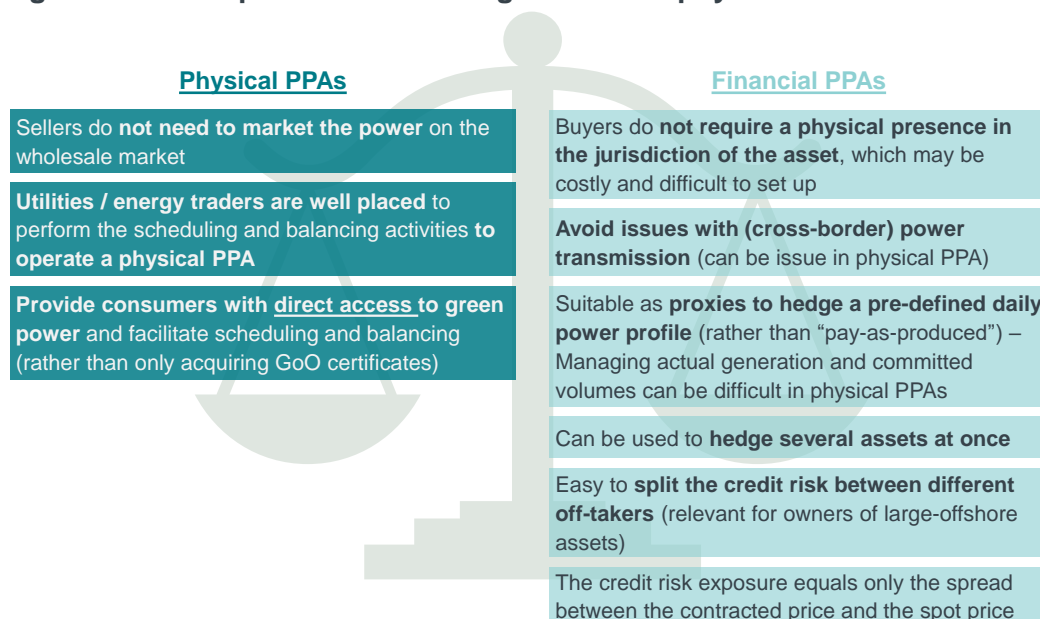 Physical PPAs
Sellers do not need to market the power on the
wholesale market
Utilities / energy traders are well placed to
perform the scheduling and balancing activities to
operate a physical PPA
Provide consumers with direct access to green
power and facilitate scheduling and balancing
(rather than only acquiring GoO certificates)
Financial PPAs
Buyers do not require a physical presence in
the jurisdiction of the asset, which may be
costly and difficult to set up
Avoid issues with (cross-border) power
transmission (can be issue in physical PPA)
Suitable as proxies to hedge a pre-defined daily
power profile (rather than “pay-as-produced”) –
Managing actual generation and committed
volumes can be difficult in physical PPAs
Can be used to hedge several assets at once
Easy to split the credit risk between different
off-takers (relevant for owners of large-offshore
assets)
The credit risk exposure equals only the spread
between the contracted price and the spot price